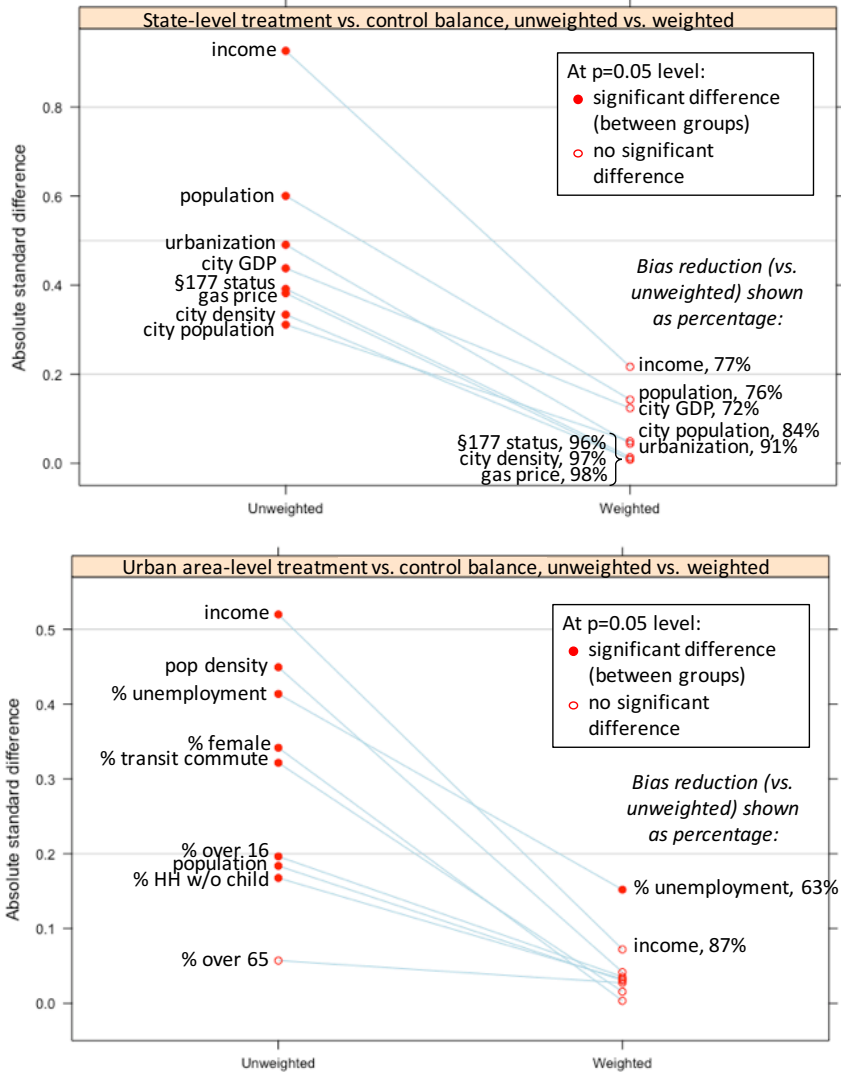 State-level treatment vs. control balance, unweighted vs. weighted
income
At p=0.05 level:
significant difference
(between groups)
no significant
difference
0.8
0.6
0.4
0.2
0.0
Absolute standard difference
population
urbanization
city GDP
§177 status
gas price
city density
city population
Bias reduction (vs.
unweighted) shown
as percentage:
income, 77%
population, 76%
city GDP, 72%
city population, 84%
urbanization, 91%
§177 status, 96%
city density, 97%
gas price, 98%
Unweighted
Weighted
Urban area-level treatment vs. control balance, unweighted vs. weighted
income
At p=0.05 level:
significant difference
(between groups)
no significant
difference
0.5
0.4
0.3
0.2
0.1
0.0
Absolute standard difference
pop density
% unemployment
% female
% transit commute
% over 16
population
% HH w/o child
% over 65
Bias reduction (vs.
unweighted) shown
as percentage:
% unemployment, 63%
income, 87%
Unweighted
Weighted